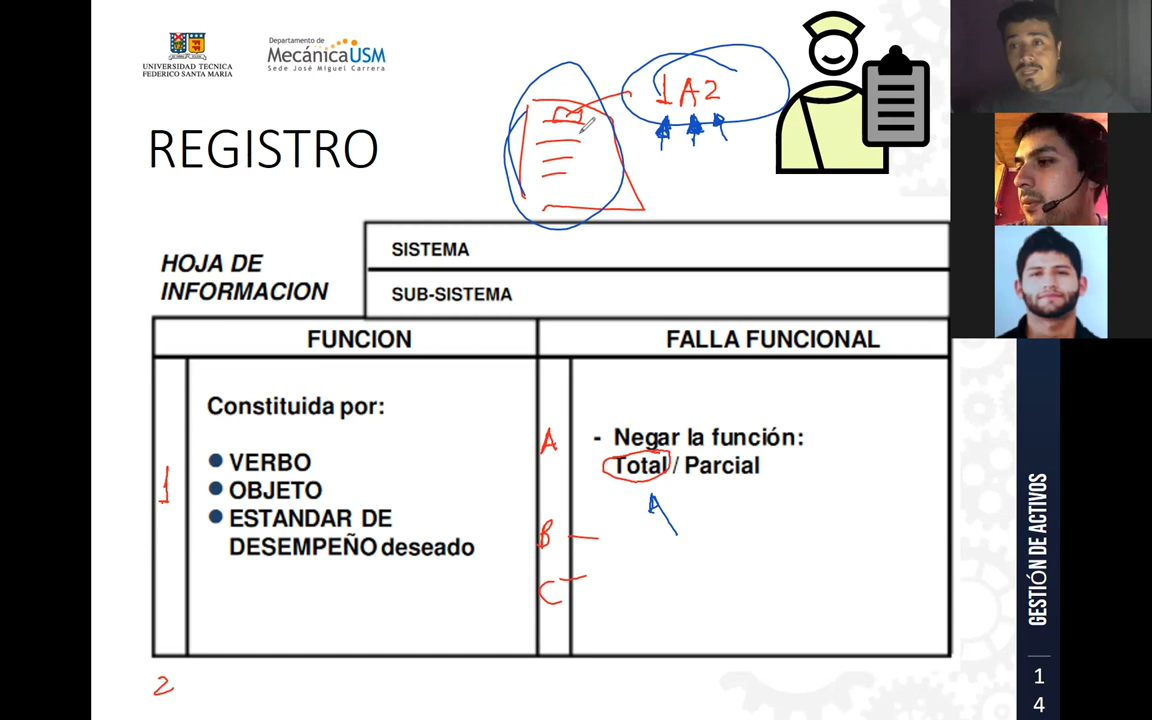 UNIVERSIDAD TECNICA
FEDERICO SANTA MARIA
Departamento de
MecánicaUSM
Sede José Miguel Carrera
1A2
REGISTRO
HOJA DE
INFORMACION
SISTEMA
SUB-SISTEMA
FUNCION
FALLA FUNCIONAL
1
Constituida por:
VERBO
OBJETO
ESTANDAR DE
DESEMPEÑO deseado
A
B
C
- Negar la función:
Total / Parcial
2
GESTIÓN DE ACTIVOS
1
4